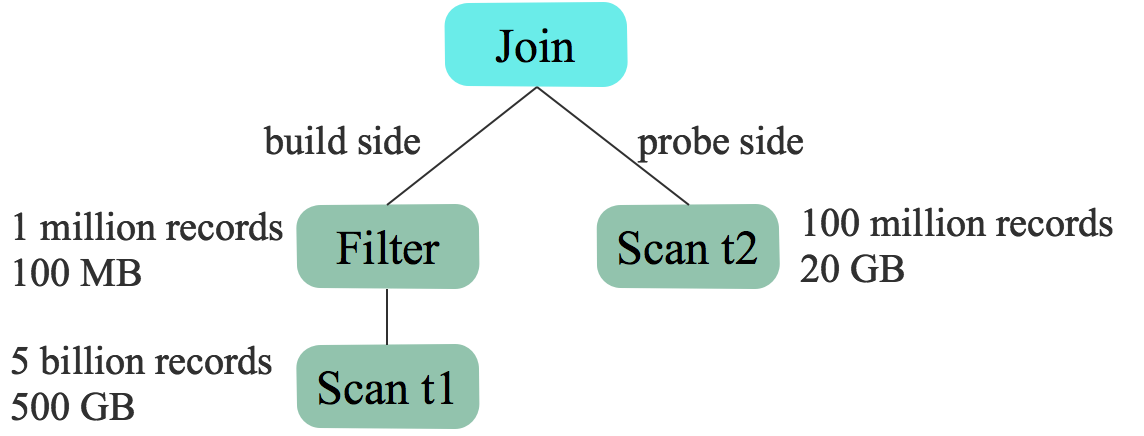 Join
build side
probe side
1 million records
100 MB
Filter
Scan t2
100 million records
20 GB
5 billion records
500 GB
Scan t1